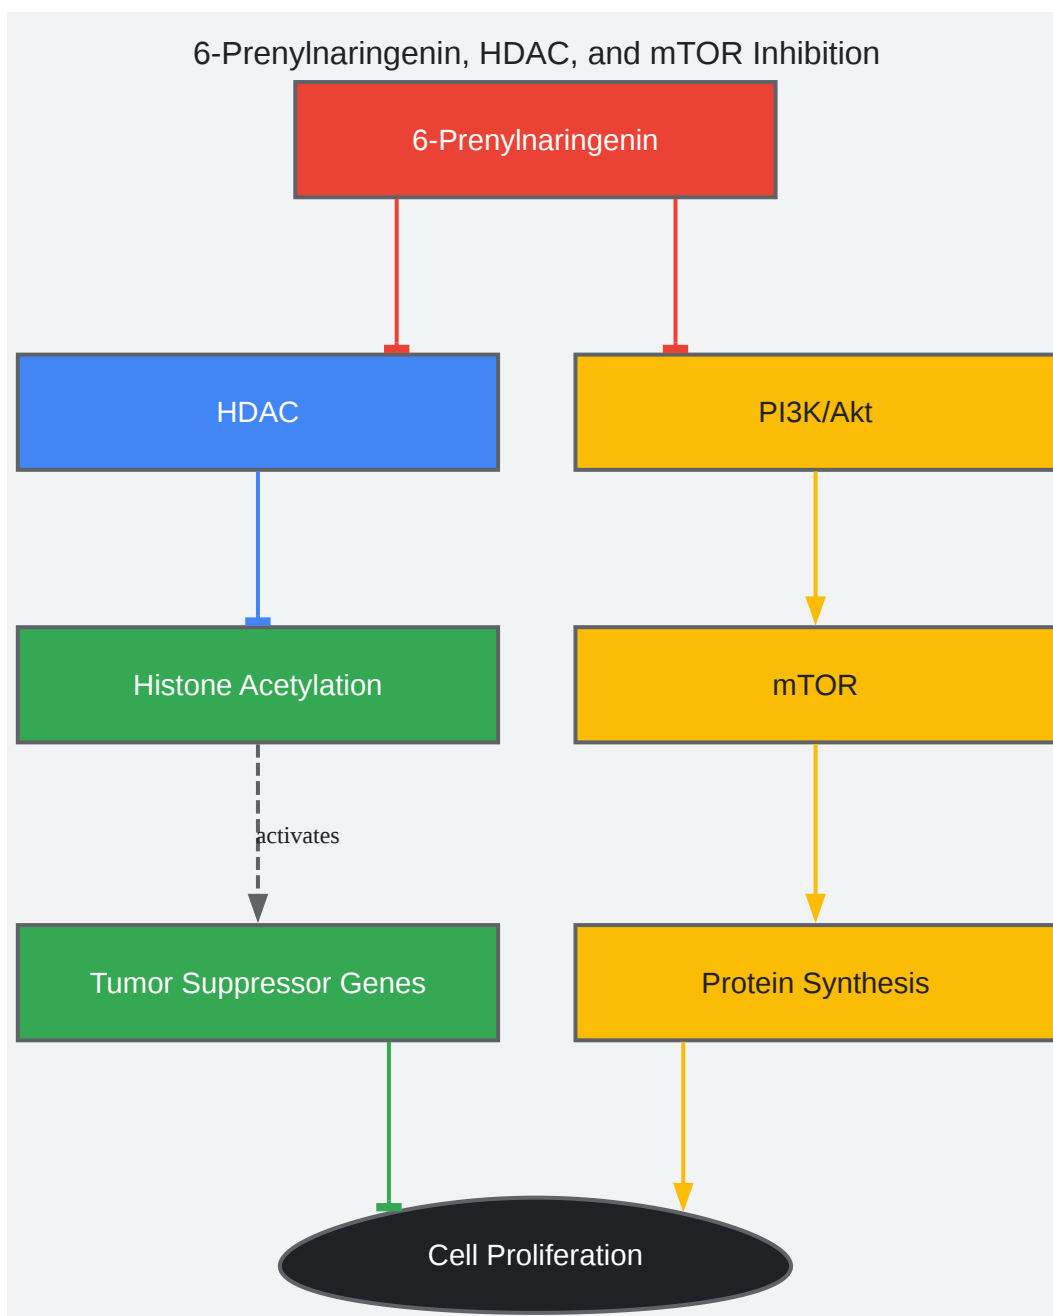 6-Prenylnaringenin, HDAC, and mTOR Inhibition
6-Prenylnaringenin
HDAC
PI3K/Akt
Histone Acetylation
mTOR
activates
Tumor Suppressor Genes
Protein Synthesis
Cell Proliferation